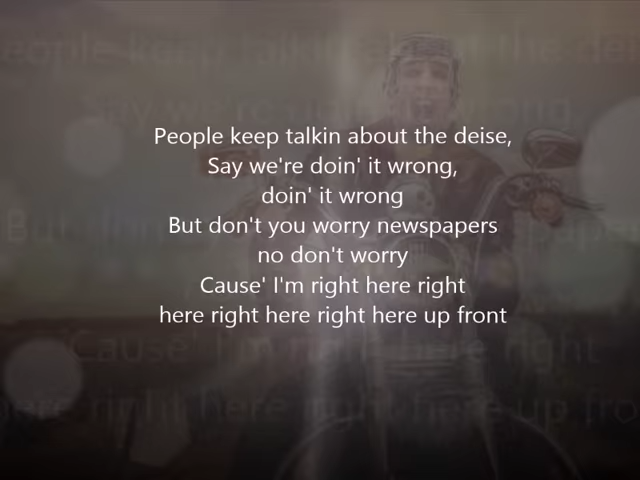 People keep talkin about the deise,
Say we're doin' it wrong,
doin' it wrong
But don't you worry newspapers
no don't worry
Cause' I'm right here right
here right here right here up front